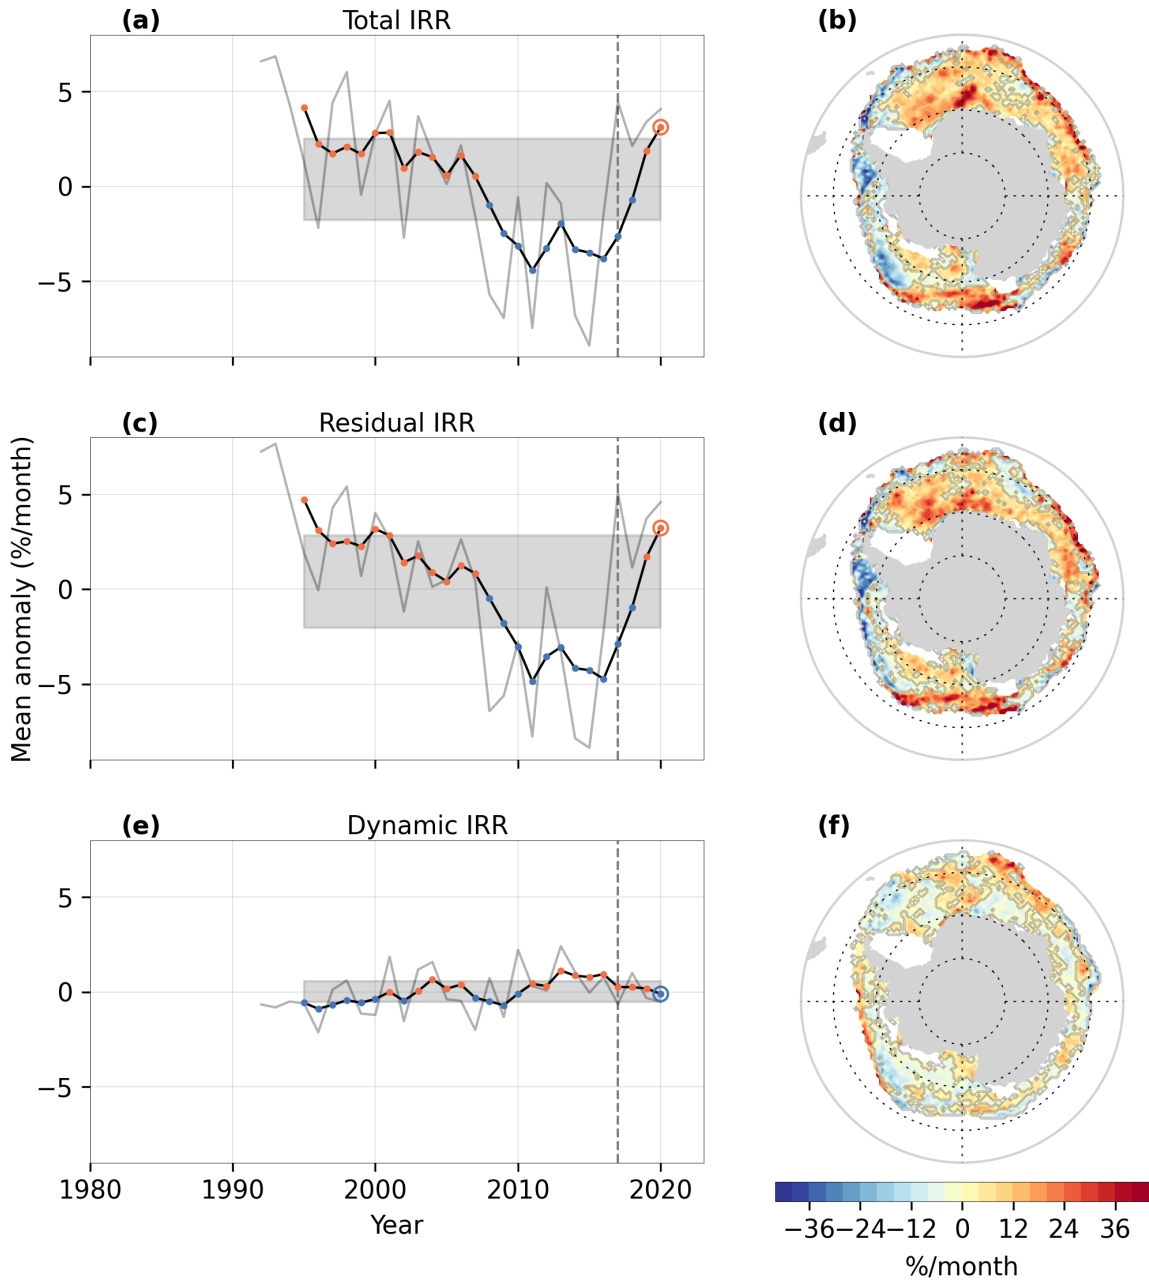 (a) Total IRR (b)
5
0
−5
(c) Residual IRR (d)
5
0
−5
Mean anomaly (%/month)
(e) Dynamic IRR (f)
5
0
−5
1980 1990 2000 2010 2020
Year
−36 −24 −12 0 12 24 36
%/month